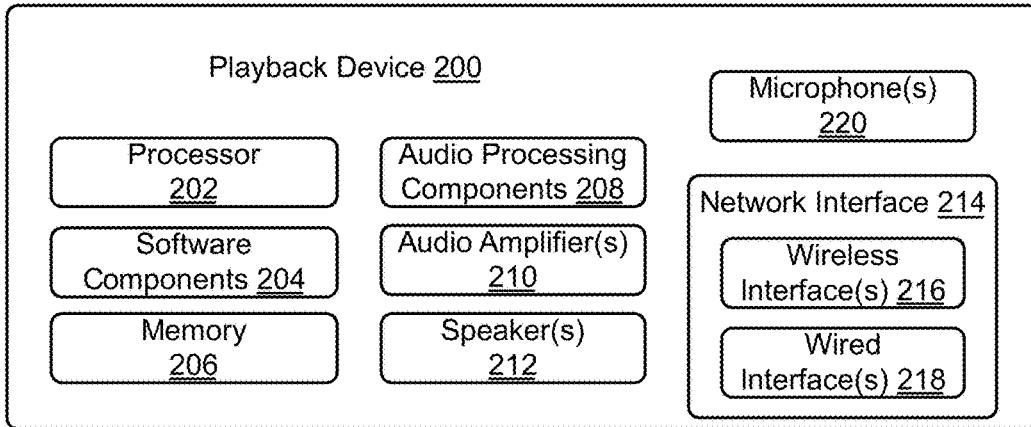 Playback Device 200
Processor
202
Software
Components 204
Memory
206
Audio Processing
Components 208
Audio Amplifier(s)
210
Speaker(s)
212
Microphone(s)
220
Network Interface 214
Wireless
Interface(s) 216
Wired
Interface(s) 218